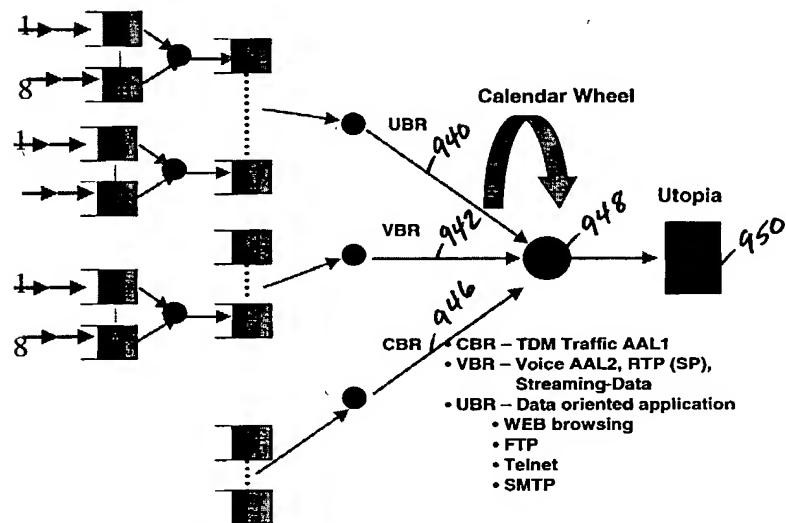 1
8
1
1
8
UBR
940
Calendar Wheel
VBR
942
948
Utopia
950
CBR
946
• CBR – TDM Traffic AAL1
• VBR – Voice AAL2, RTP (SP),
Streaming-Data
• UBR – Data oriented application
• WEB browsing
• FTP
• Telnet
• SMTP